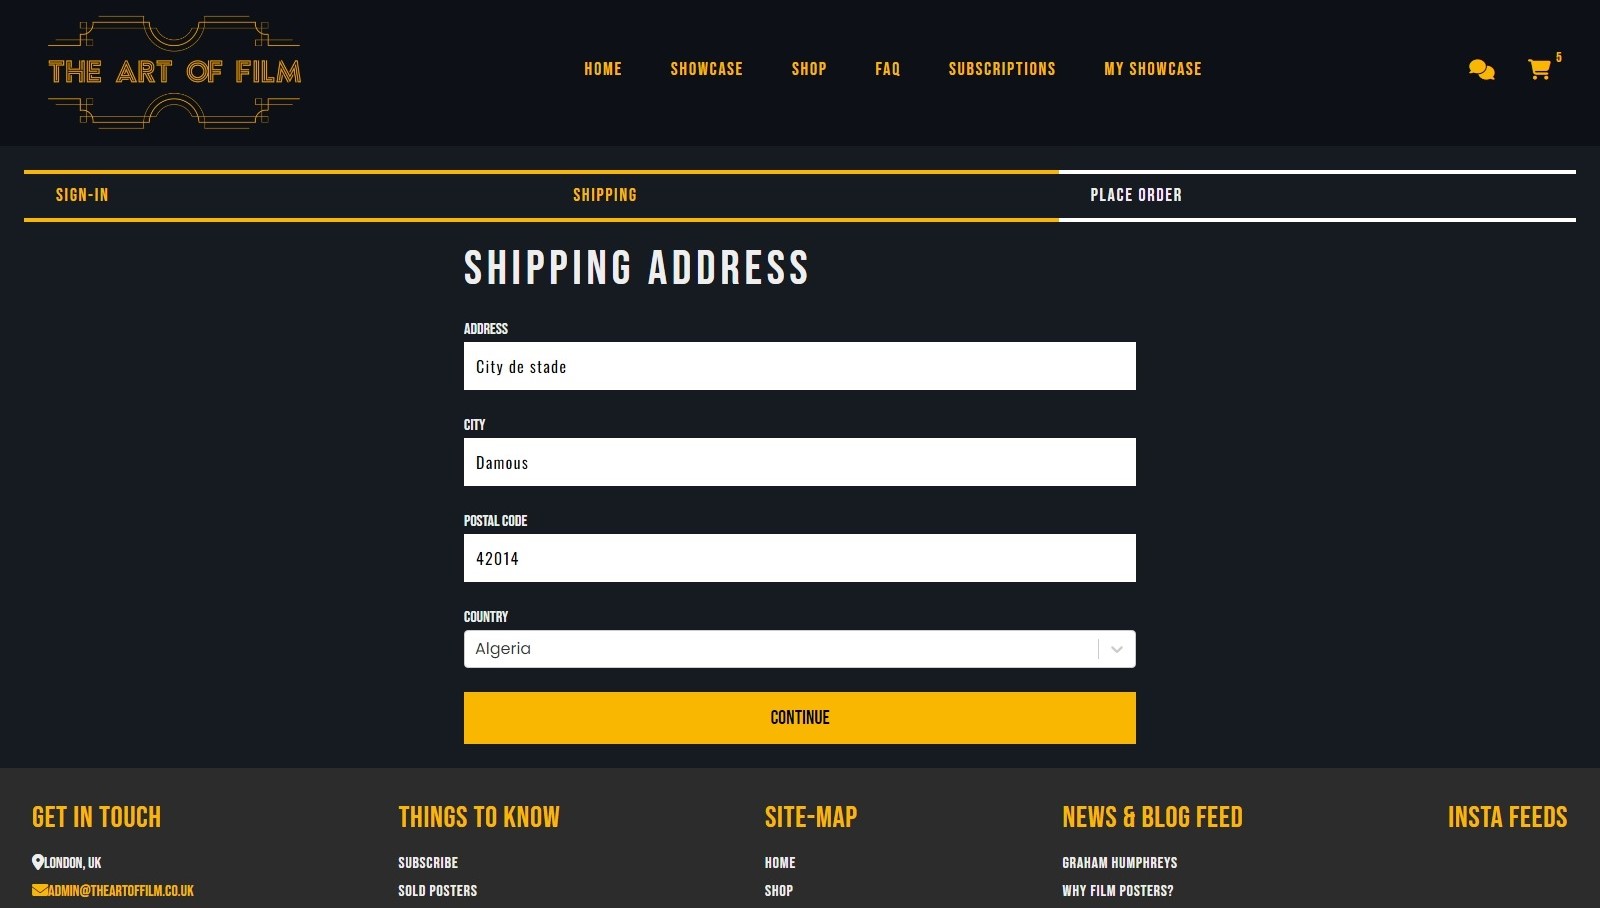 THE ART OF FILM
HOME SHOWCASE SHOP FAQ SUBSCRIPTIONS MY SHOWCASE 5
SIGN-IN SHIPPING PLACE ORDER
SHIPPING ADDRESS
ADDRESS
City de stade
CITY
Damous
POSTAL CODE
42014
COUNTRY
Algeria
CONTINUE
GET IN TOUCH THINGS TO KNOW SITE-MAP NEWS & BLOG FEED INSTA FEEDS
LONDON, UK SUBSCRIBE HOME GRAHAM HUMPHREYS
ADMIN@THEARTOFFILM.CO.UK SOLD POSTERS SHOP WHY FILM POSTERS?